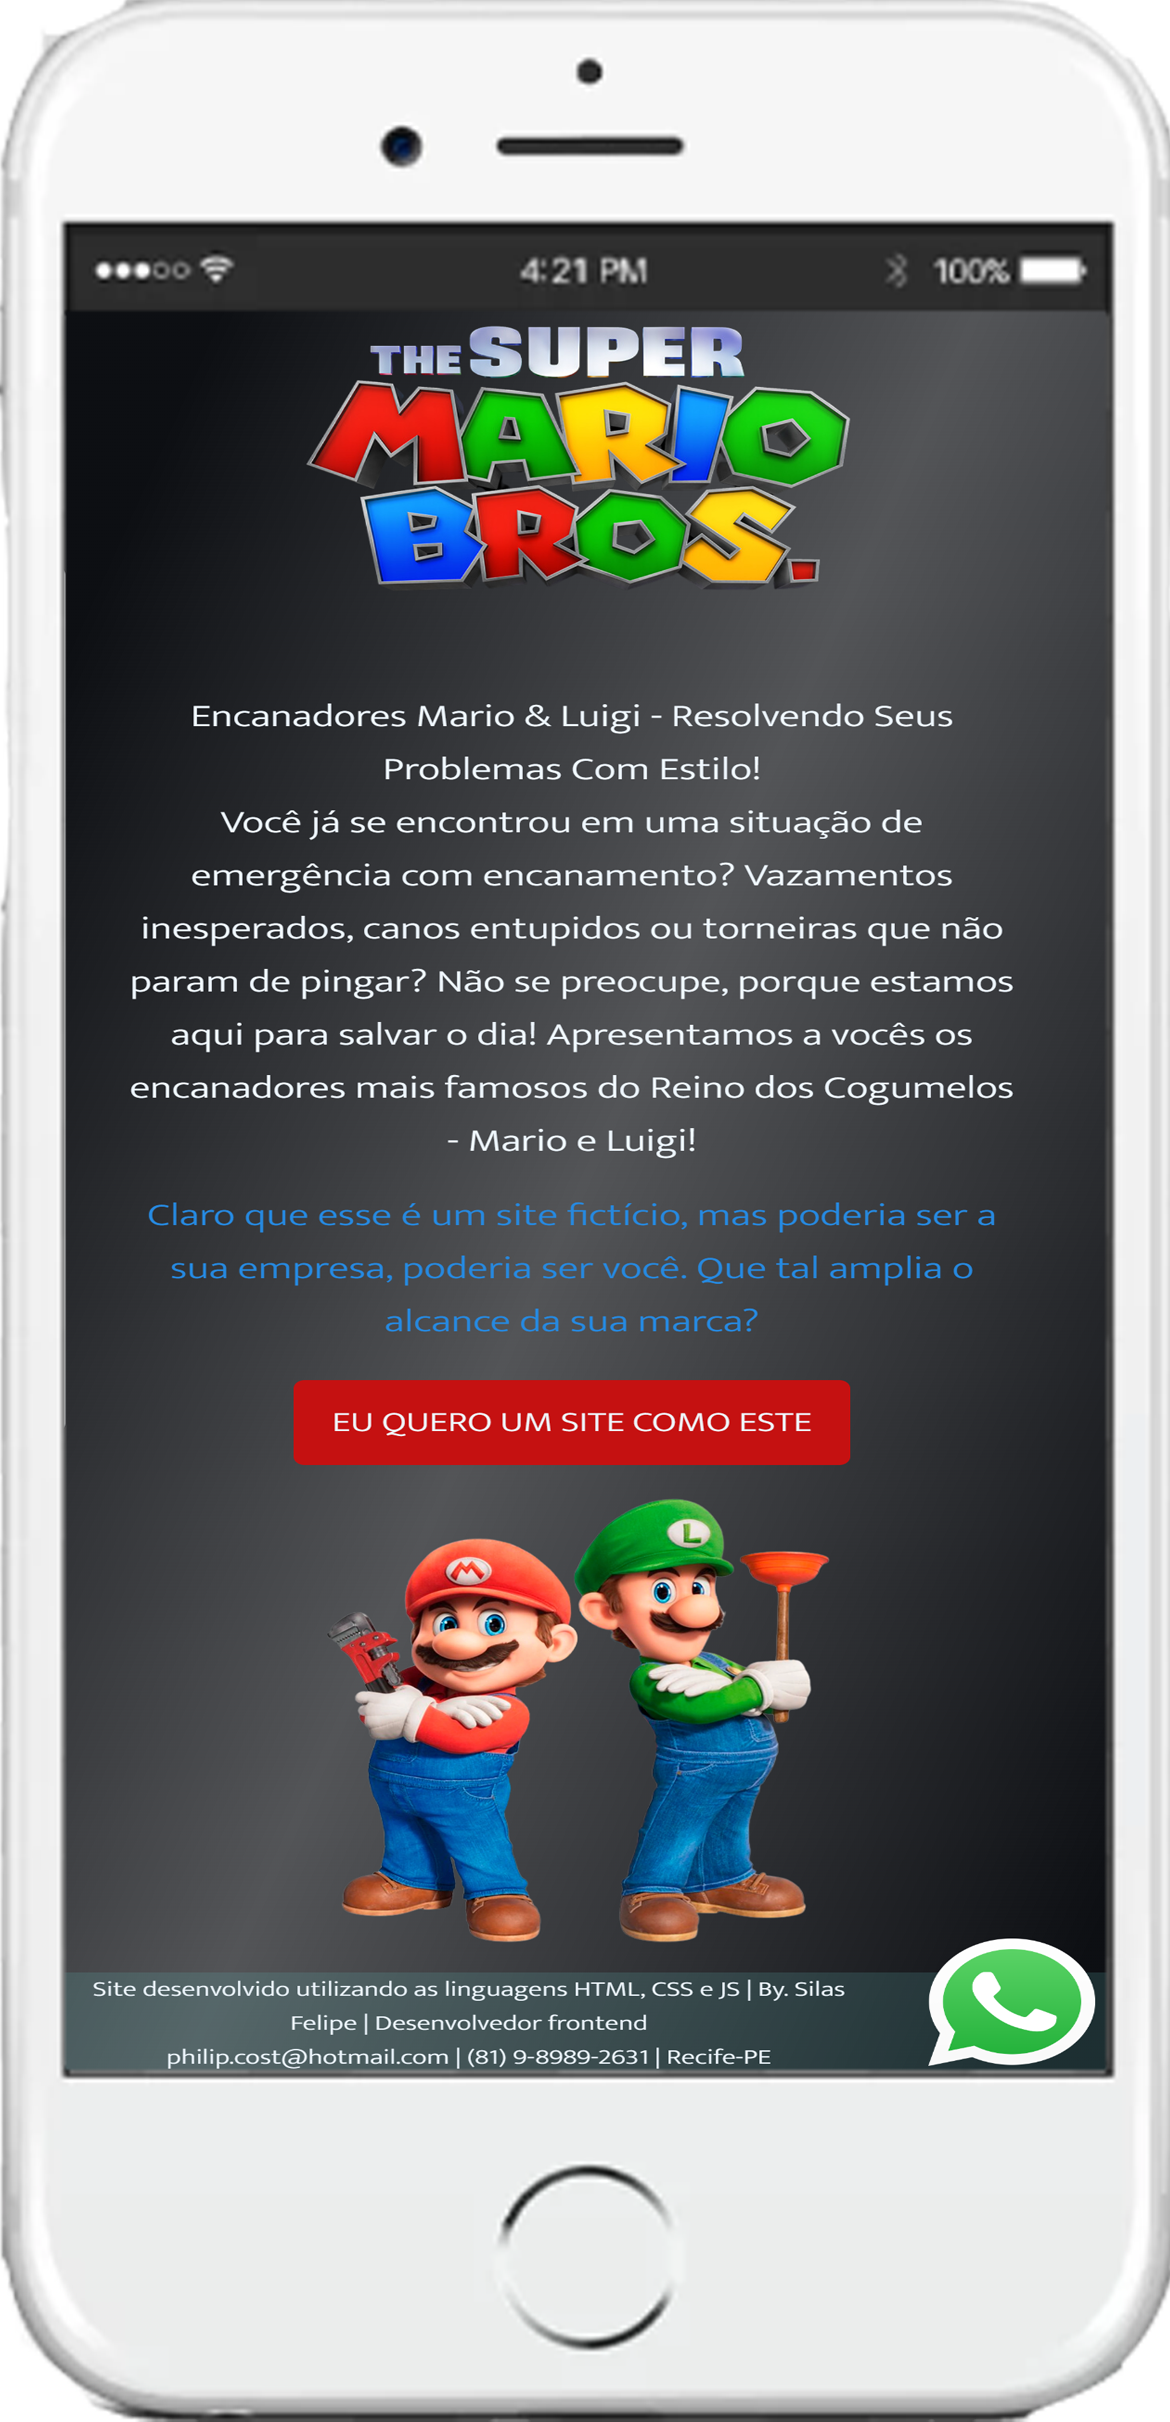 4:21 PM 100%
THE SUPER
MARIO
BROS.
Encanadores Mario & Luigi - Resolvendo Seus
Problemas Com Estilo!
Você já se encontrou em uma situação de
emergência com encanamento? Vazamentos
inesperados, canos entupidos ou torneiras que não
param de pingar? Não se preocupe, porque estamos
aqui para salvar o dia! Apresentamos a vocês os
encanadores mais famosos do Reino dos Cogumelos
- Mario e Luigi!
Claro que esse é um site fictício, mas poderia ser a
sua empresa, poderia ser você. Que tal amplia o
alcance da sua marca?
EU QUERO UM SITE COMO ESTE
L
M
Site desenvolvido utilizando as linguagens HTML, CSS e JS | By. Silas
Felipe | Desenvolvedor frontend
philip.cost@hotmail.com | (81) 9-8989-2631 | Recife-PE